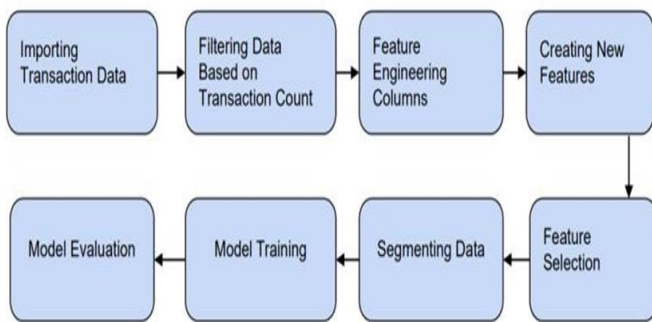 Importing
Transaction Data
Filtering Data
Based on
Transaction Count
Feature
Engineering
Columns
Creating New
Features
Feature
Selection
Segmenting Data
Model Training
Model Evaluation